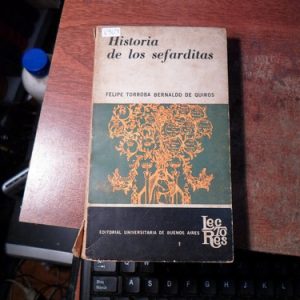 Historia
de los sefarditas
FELIPE TORROBA BERNALDO DE QUIROS
EDITORIAL UNIVERSITARIA DE BUENOS AIRES
Lec
To
Res